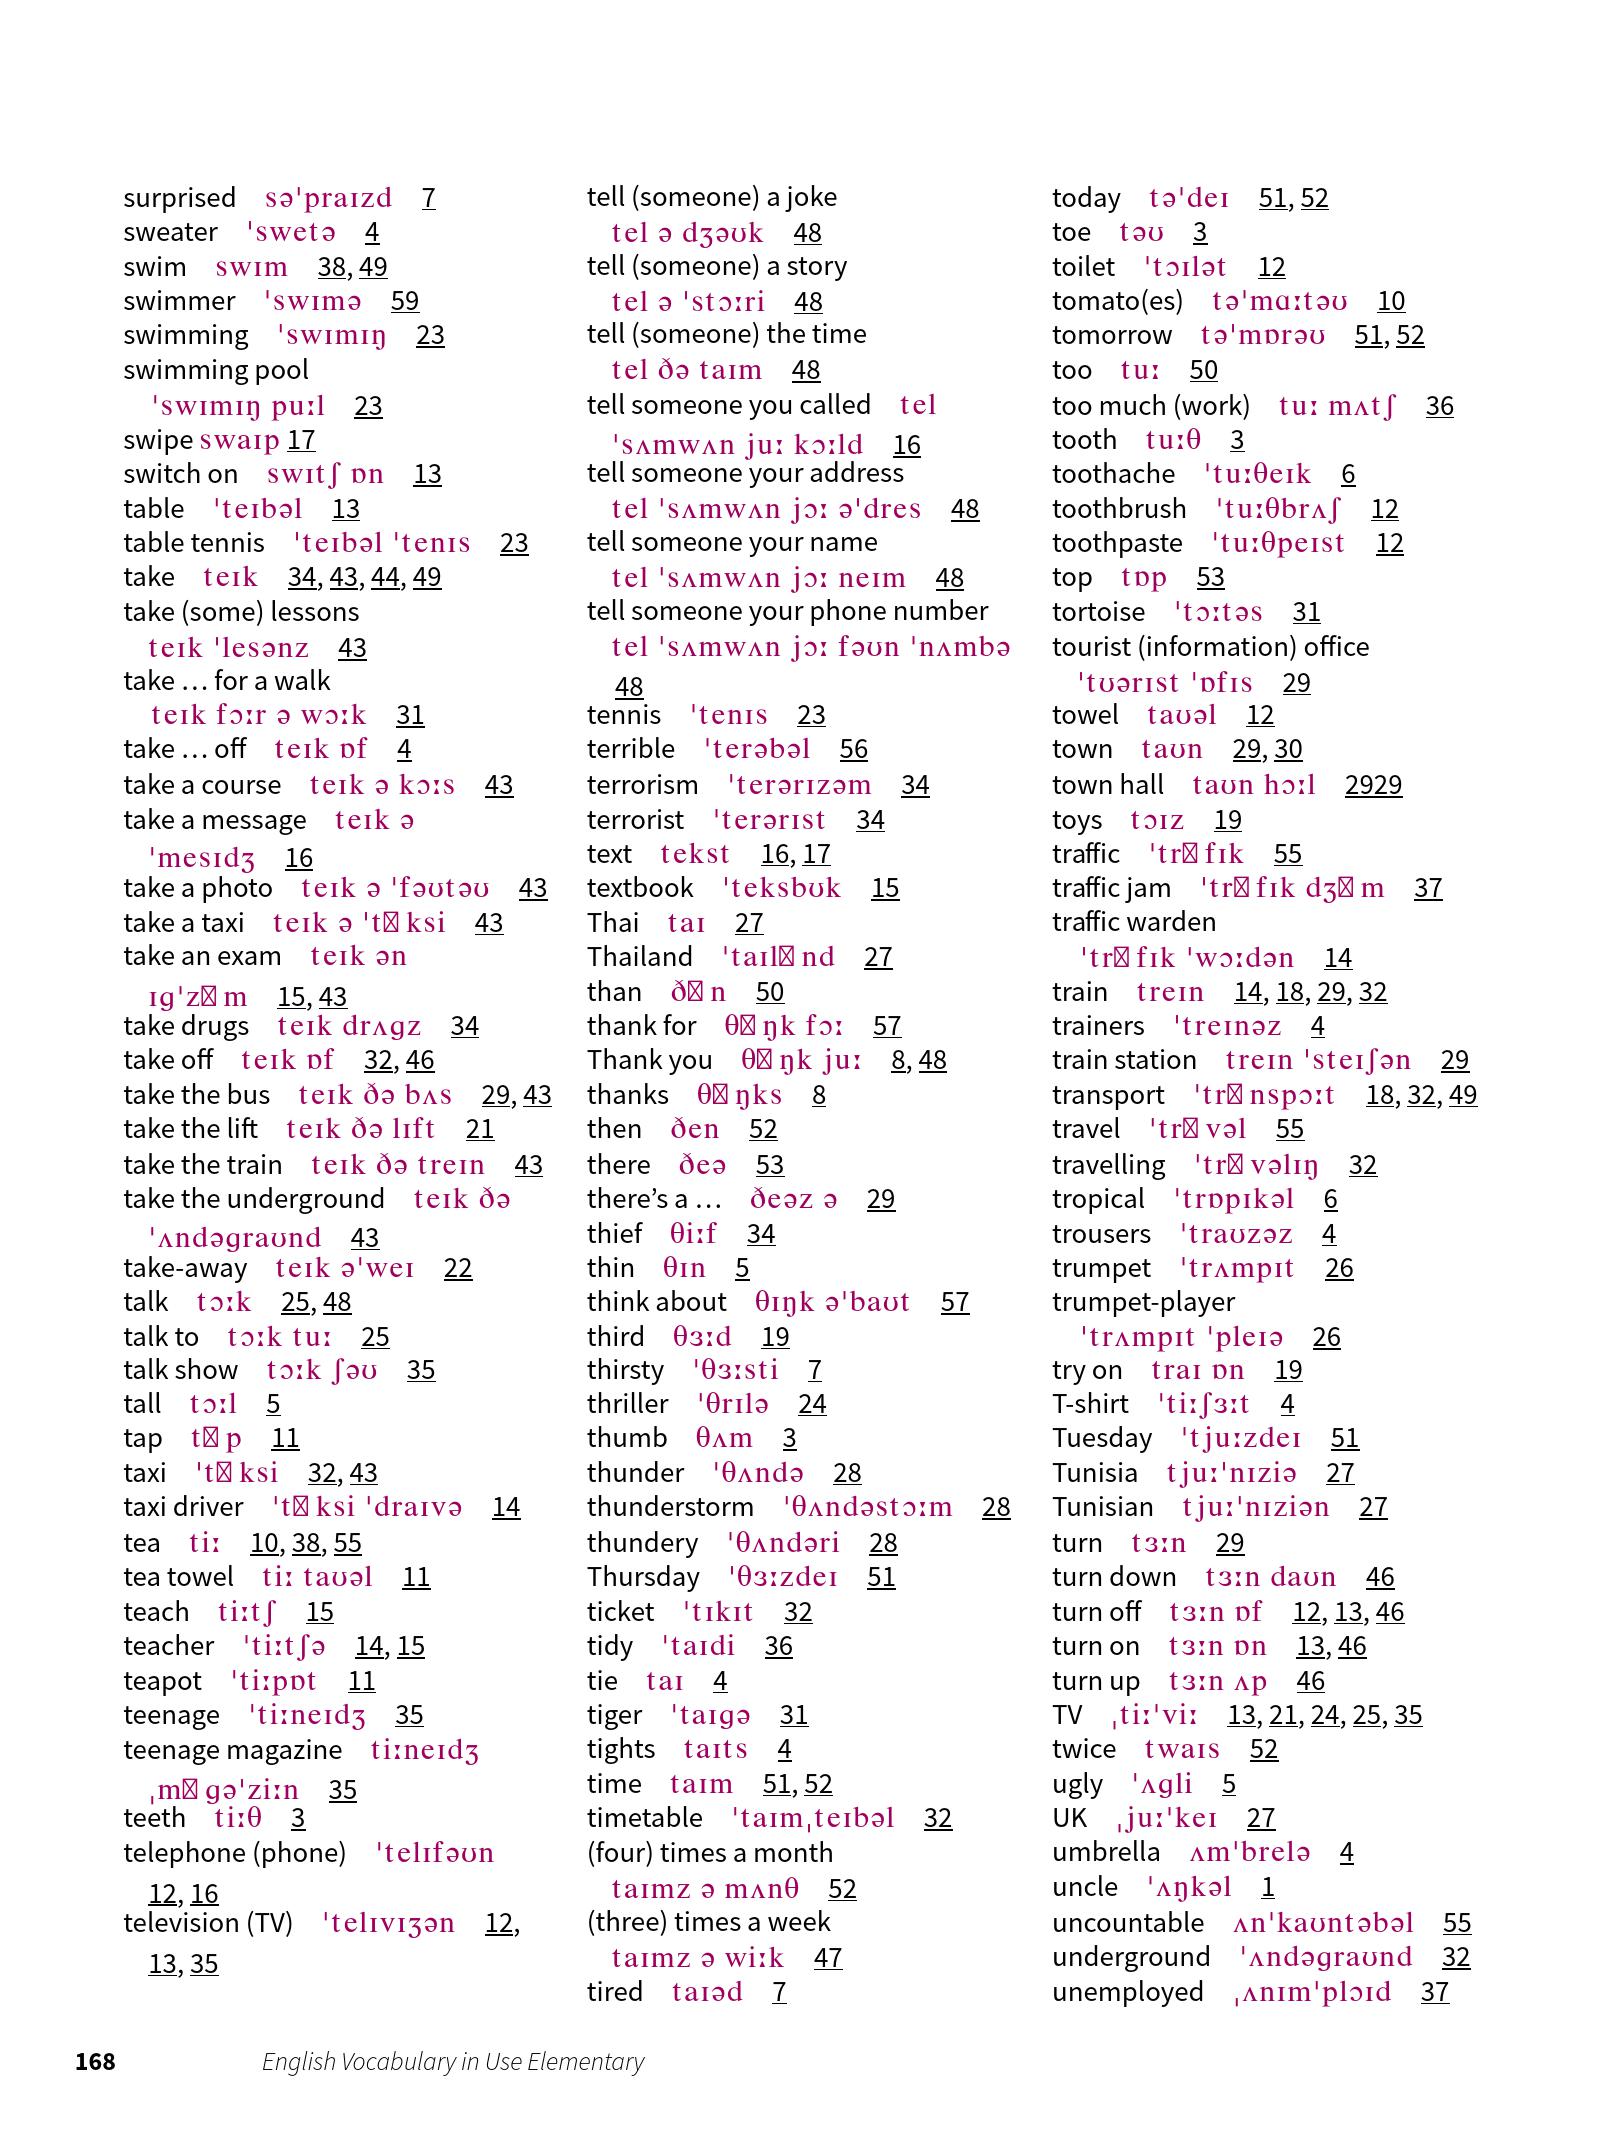 surprised səˈpraɪzd 7
sweater ˈswetə 4
swim swɪm 38, 49
swimmer ˈswɪmə 59
swimming ˈswɪmɪŋ 23
swimming pool
ˈswɪmɪŋ puːl 23
swipe swaɪp 17
switch on swɪtʃ ɒn 13
table ˈteɪbəl 13
table tennis ˈteɪbəl ˈtenɪs 23
take teɪk 34, 43, 44, 49
take (some) lessons
teɪk ˈlesənz 43
take … for a walk
teɪk fɔːr ə wɔːk 31
take … off teɪk ɒf 4
take a course teɪk ə kɔːs 43
take a message teɪk ə
ˈmesɪdʒ 16
take a photo teɪk ə ˈfəʊtəʊ 43
take a taxi teɪk ə ˈt�ksi 43
take an exam teɪk ən
ɪgˈz�m 15, 43
take drugs teɪk drʌgz 34
take off teɪk ɒf 32, 46
take the bus teɪk ðə bʌs 29, 43
take the lift teɪk ðə lɪft 21
take the train teɪk ðə treɪn 43
take the underground teɪk ðə
ˈʌndəgraʊnd 43
take-away teɪk əˈweɪ 22
talk tɔːk 25, 48
talk to tɔːk tuː 25
talk show tɔːk ʃəʊ 35
tall tɔːl 5
tap t�p 11
taxi ˈt�ksi 32, 43
taxi driver ˈt�ksi ˈdraɪvə 14
tea tiː 10, 38, 55
tea towel tiː taʊəl 11
teach tiːtʃ 15
teacher ˈtiːtʃə 14, 15
teapot ˈtiːpɒt 11
teenage ˈtiːneɪdʒ 35
teenage magazine tiːneɪdʒ
ˌm�gəˈziːn 35
teeth tiːθ 3
telephone (phone) ˈtelɪfəʊn
12, 16
television (TV) ˈtelɪvɪʒən 12,
13, 35
tell (someone) a joke
tel ə dʒəʊk 48
tell (someone) a story
tel ə ˈstɔːri 48
tell (someone) the time
tel ðə taɪm 48
tell someone you called tel
ˈsʌmwʌn juː kɔːld 16
tell someone your address
tel ˈsʌmwʌn jɔː əˈdres 48
tell someone your name
tel ˈsʌmwʌn jɔː neɪm 48
tell someone your phone number
tel ˈsʌmwʌn jɔː fəʊn ˈnʌmbə
48
tennis ˈtenɪs 23
terrible ˈterəbəl 56
terrorism ˈterərɪzəm 34
terrorist ˈterərɪst 34
text tekst 16, 17
textbook ˈteksbʊk 15
Thai taɪ 27
Thailand ˈtaɪl�nd 27
than ð�n 50
thank for θ�ŋk fɔː 57
Thank you θ�ŋk juː 8, 48
thanks θ�ŋks 8
then ðen 52
there ðeə 53
there’s a … ðeəz ə 29
thief θiːf 34
thin θɪn 5
think about θɪŋk əˈbaʊt 57
third θɜːd 19
thirsty ˈθɜːsti 7
thriller ˈθrɪlə 24
thumb θʌm 3
thunder ˈθʌndə 28
thunderstorm ˈθʌndəstɔːm 28
thundery ˈθʌndəri 28
Thursday ˈθɜːzdeɪ 51
ticket ˈtɪkɪt 32
tidy ˈtaɪdi 36
tie taɪ 4
tiger ˈtaɪgə 31
tights taɪts 4
time taɪm 51, 52
timetable ˈtaɪmˌteɪbəl 32
(four) times a month
taɪmz ə mʌnθ 52
(three) times a week
taɪmz ə wiːk 47
tired taɪəd 7
today təˈdeɪ 51, 52
toe təʊ 3
toilet ˈtɔɪlət 12
tomato(es) təˈmɑːtəʊ 10
tomorrow təˈmɒrəʊ 51, 52
too tuː 50
too much (work) tuː mʌtʃ 36
tooth tuːθ 3
toothache ˈtuːθeɪk 6
toothbrush ˈtuːθbrʌʃ 12
toothpaste ˈtuːθpeɪst 12
top tɒp 53
tortoise ˈtɔːtəs 31
tourist (information) office
ˈtʊərɪst ˈɒfɪs 29
towel taʊəl 12
town taʊn 29, 30
town hall taʊn hɔːl 2929
toys tɔɪz 19
traffic ˈtr�fɪk 55
traffic jam ˈtr�fɪk dʒ�m 37
traffic warden
ˈtr�fɪk ˈwɔːdən 14
train treɪn 14, 18, 29, 32
trainers ˈtreɪnəz 4
train station treɪn ˈsteɪʃən 29
transport ˈtr�nspɔːt 18, 32, 49
travel ˈtr�vəl 55
travelling ˈtr�vəlɪŋ 32
tropical ˈtrɒpɪkəl 6
trousers ˈtraʊzəz 4
trumpet ˈtrʌmpɪt 26
trumpet-player
ˈtrʌmpɪt ˈpleɪə 26
try on traɪ ɒn 19
T-shirt ˈtiːʃɜːt 4
Tuesday ˈtjuːzdeɪ 51
Tunisia tjuːˈnɪziə 27
Tunisian tjuːˈnɪziən 27
turn tɜːn 29
turn down tɜːn daʊn 46
turn off tɜːn ɒf 12, 13, 46
turn on tɜːn ɒn 13, 46
turn up tɜːn ʌp 46
TV ˌtiːˈviː 13, 21, 24, 25, 35
twice twaɪs 52
ugly ˈʌgli 5
UK ˌjuːˈkeɪ 27
umbrella ʌmˈbrelə 4
uncle ˈʌŋkəl 1
uncountable ʌnˈkaʊntəbəl 55
underground ˈʌndəgraʊnd 32
unemployed ˌʌnɪmˈplɔɪd 37
168 English Vocabulary in Use Elementary